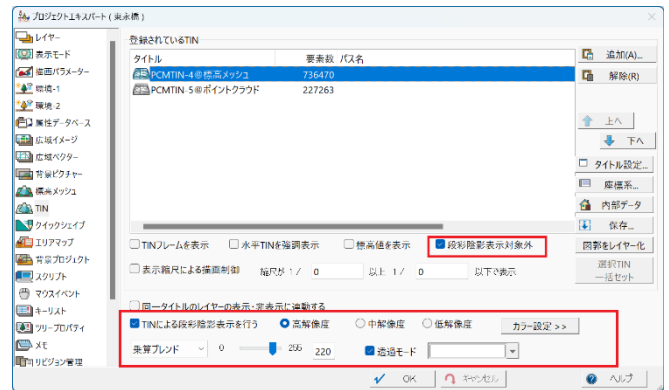 プロジェクトエキスパート ( 東永橋 )
レイヤー
表示モード
描画パラメーター
環境-1
環境-2
属性データベース
広域イメージ
広域ベクター
背景ピクチャー
標高メッシュ
TIN
クイックシェイプ
エリアマップ
背景プロジェクト
スクリプト
マウスイベント
キーリスト
ツリープロパティ
メモ
リビジョン管理
登録されているTIN
タイトル 要素数 パス名
PCMTIN-4@標高メッシュ1 736470
PCMTIN-5@ポイントクラウド 227263
追加(A)...
解除(R)
上へ
下へ
タイトル設定...
座標系...
内部データ
保存...
図郭をレイヤー化
選択TIN
一括セット
TINフレームを表示 水平TINを強調表示 標高値を表示 段彩陰影表示対象外
表示縮尺による描画制御 縮尺が 1 / 0 以上 1 / 0 以下で表示
同一タイトルのレイヤーの表示・非表示に連動する
TINによる段彩陰影表示を行う 高解像度 中解像度 低解像度 カラー設定 >>
乗算ブレンド 0 255 220 透過モード
OK キャンセル ヘルプ